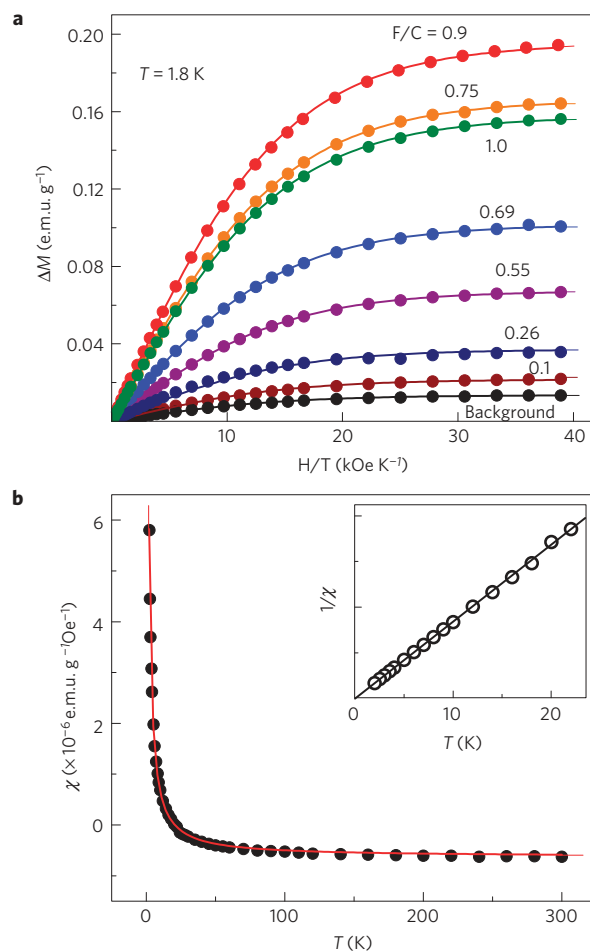 a
0.20
0.16
0.12
0.08
0.04
ΔM (e.m.u. g⁻¹)
T = 1.8 K
F/C = 0.9
0.75
1.0
0.69
0.55
0.26
0.1
Background
10
20
30
40
H/T (kOe K⁻¹)
b
6
4
2
0
χ (× 10⁻⁶ e.m.u. g⁻¹Oe⁻¹)
0
100
200
300
T (K)
1/χ
0
10
20
T (K)